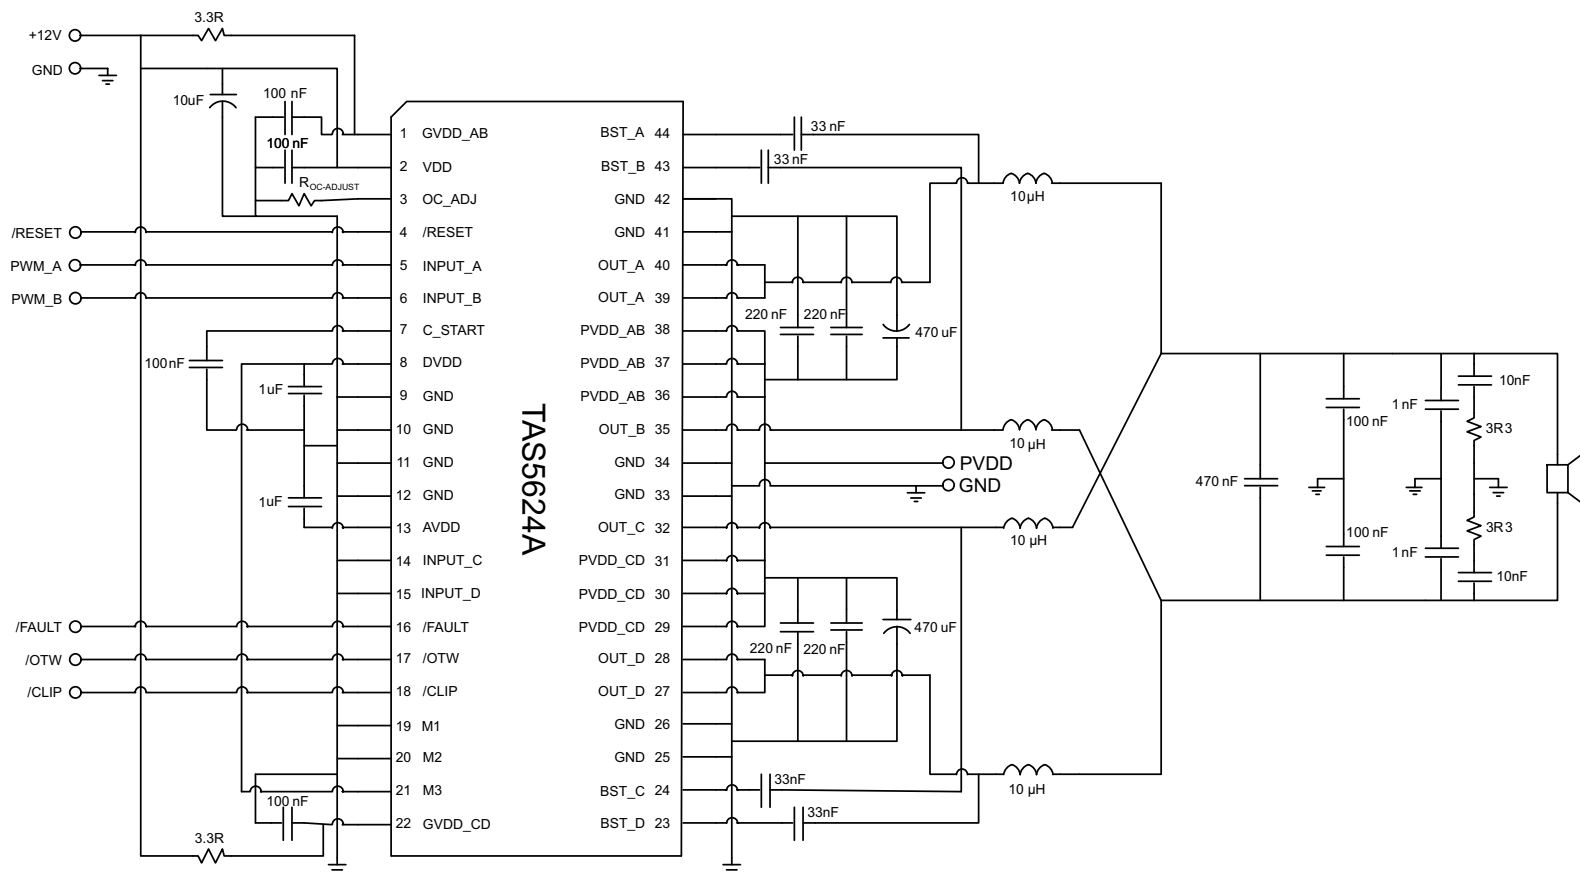 3.3R
+12V
GND
10uF
100 nF
100 nF
ROC-ADJUST
/RESET
PWM_A
PWM_B
100 nF
1uF
1uF
/FAULT
/OTW
/CLIP
100 nF
3.3R
1 GVDD_AB
2 VDD
3 OC_ADJ
4 /RESET
5 INPUT_A
6 INPUT_B
7 C_START
8 DVDD
9 GND
10 GND
11 GND
12 GND
13 AVDD
14 INPUT_C
15 INPUT_D
16 /FAULT
17 /OTW
18 /CLIP
19 M1
20 M2
21 M3
22 GVDD_CD
TAS5624A
BST_A 44
BST_B 43
GND 42
GND 41
OUT_A 40
OUT_A 39
PVDD_AB 38
PVDD_AB 37
PVDD_AB 36
OUT_B 35
GND 34
GND 33
OUT_C 32
PVDD_CD 31
PVDD_CD 30
PVDD_CD 29
OUT_D 28
OUT_D 27
GND 26
GND 25
BST_C 24
BST_D 23
33 nF
33 nF
10 µH
220 nF
220 nF
470 uF
10 µH
PVDD
GND
10 µH
220 nF
220 nF
470 uF
33nF
33nF
10 µH
470 nF
100 nF
100 nF
1 nF
1 nF
10nF
3R3
3R3
10nF